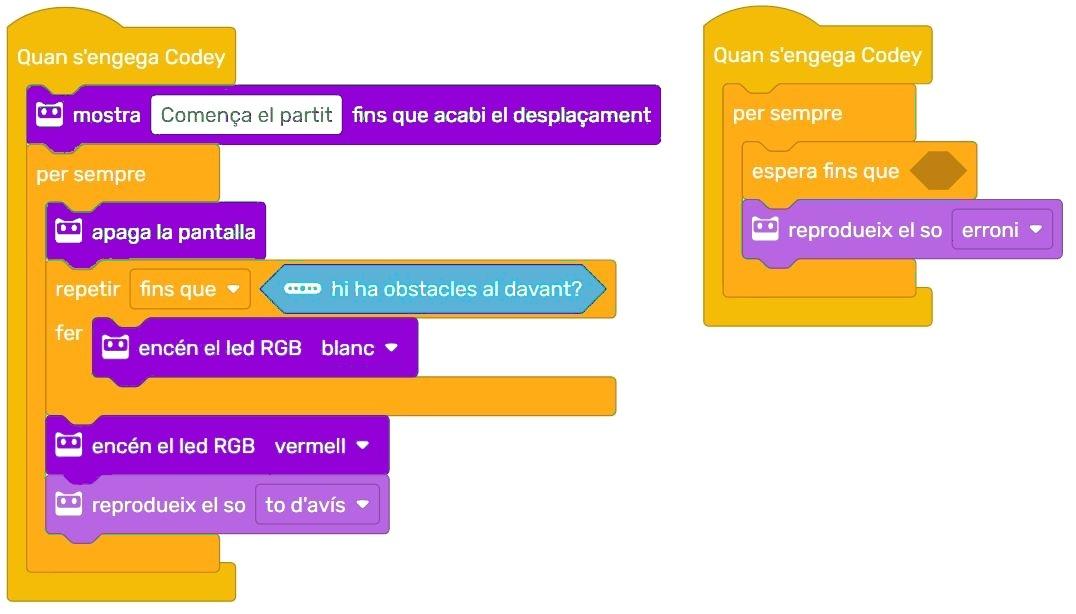 Quan s'engega Codey
mostra Comença el partit fins que acabi el desplaçament
per sempre
apaga la pantalla
repetir fins que hi ha obstacles al davant?
fer
encén el led RGB blanc
encén el led RGB vermell
reprodueix el so to d'avís
Quan s'engega Codey
per sempre
espera fins que
reprodueix el so erroni